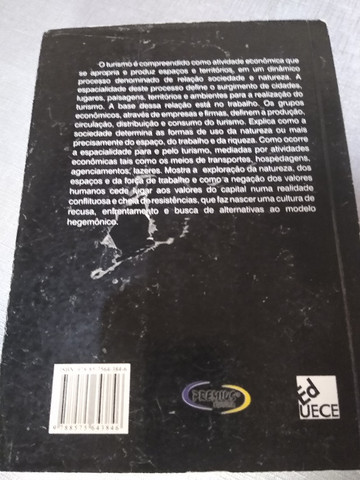 O turismo é compreendido como atividade econômica que
se apropria e produz espaços e territórios, em um dinâmico
processo denominado de relação sociedade e natureza. A
espacialidade deste processo define o surgimento de cidades,
lugares, paisagens, territórios e ambientes para a realização do
turismo. A base dessa relação está no trabalho. Os grupos
econômicos, através de empresas e firmas, definem a produção,
circulação, distribuição e consumo do turismo. Explica como a
sociedade determina as formas de uso da natureza ou mais
precisamente do espaço, do trabalho e da riqueza. Como ocorre
a espacialidade para e pelo turismo, mediadas por atividades
econômicas tais como os meios de transportes, hospedagens,
agenciamentos, lazeres. Mostra a exploração da natureza, dos
espaços e da força de trabalho e como a negação dos valores
humanos cede lugar aos valores do capital numa realidade
conflituosa e cheia de resistências, que faz nascer uma cultura de
recusa, enfrentamento e busca de alternativas ao modelo
hegemônico.
ISBN
Ed
UECE